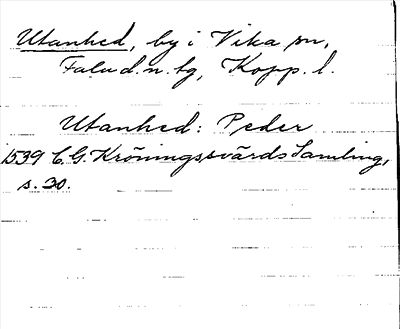 Utanhed, by i Vika sn,
Falu d.n. tg, Kopp. l.
Utanhed: Peder
1539 C.G. Kröningssvärds Samling,
s. 30.